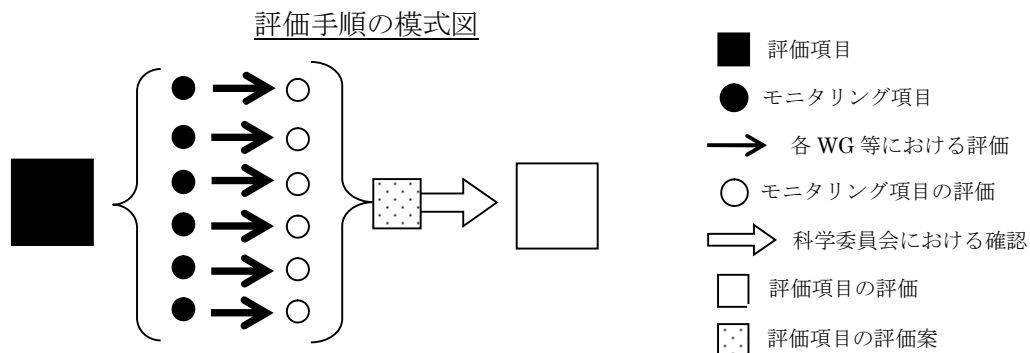 評価手順の模式図
評価項目
モニタリング項目
各 WG 等における評価
モニタリング項目の評価
科学委員会における確認
評価項目の評価
評価項目の評価案